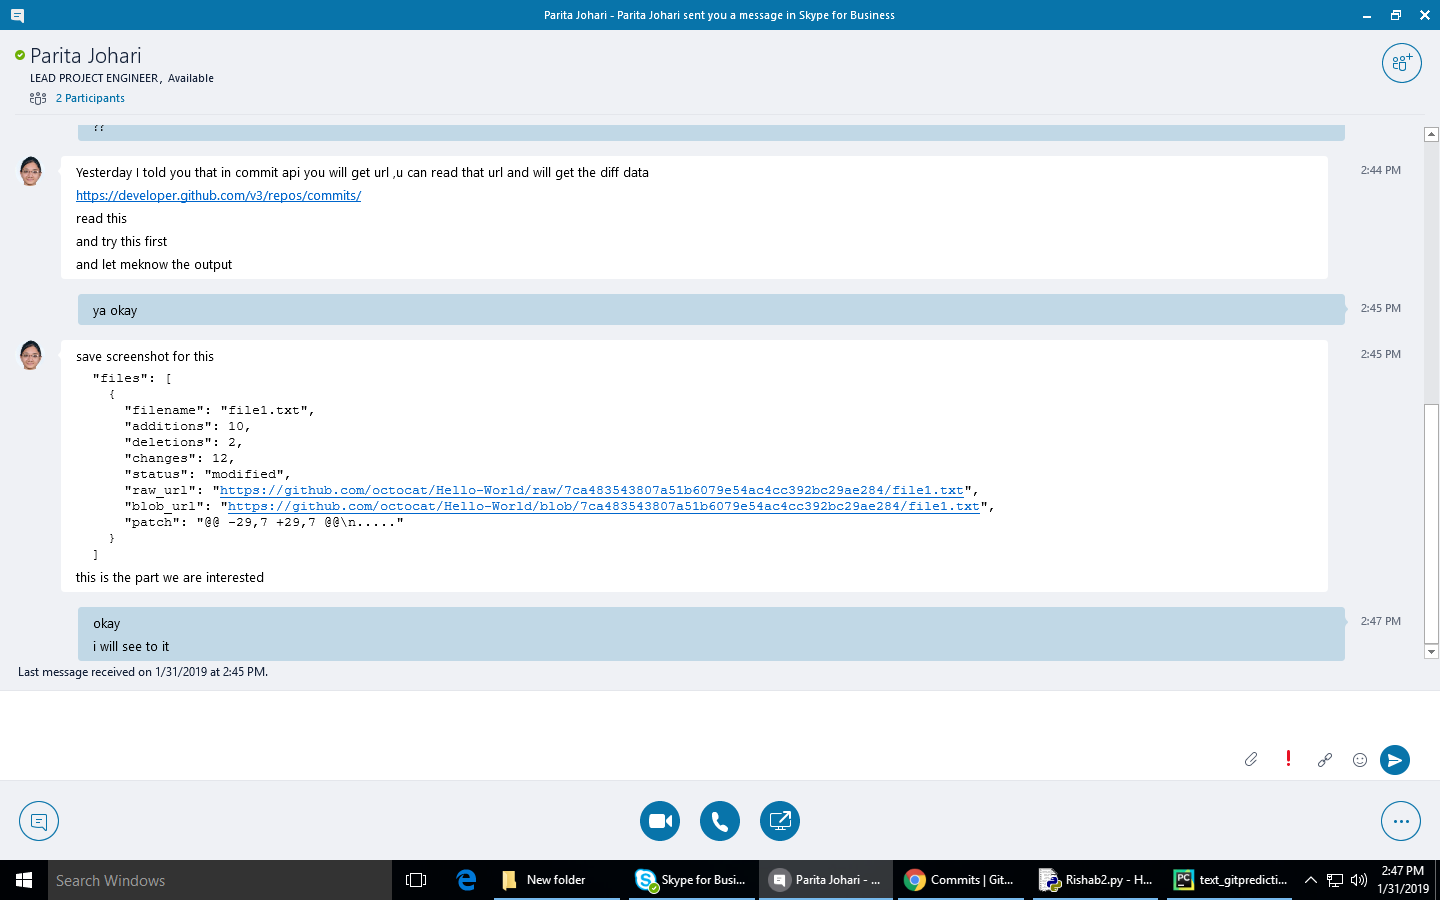 Parita Johari - Parita Johari sent you a message in Skype for Business
Parita Johari
LEAD PROJECT ENGINEER, Available
2 Participants
??
Yesterday I told you that in commit api you will get url ,u can read that url and will get the diff data
2:44 PM
https://developer.github.com/v3/repos/commits/
read this
and try this first
and let meknow the output
ya okay
2:45 PM
save screenshot for this
2:45 PM
"files": [
{
"filename": "file1.txt",
"additions": 10,
"deletions": 2,
"changes": 12,
"status": "modified",
"raw_url": "https://github.com/octocat/Hello-World/raw/7ca483543807a51b6079e54ac4cc392bc29ae284/file1.txt",
"blob_url": "https://github.com/octocat/Hello-World/blob/7ca483543807a51b6079e54ac4cc392bc29ae284/file1.txt",
"patch": "@@ -29,7 +29,7 @@\n....."
}
]
this is the part we are interested
okay
2:47 PM
i will see to it
Last message received on 1/31/2019 at 2:45 PM.
Search Windows
New folder
Skype for Busi...
Parita Johari - ...
Commits | Git...
Rishab2.py - H...
PC
text_gitpredicti...
2:47 PM
1/31/2019